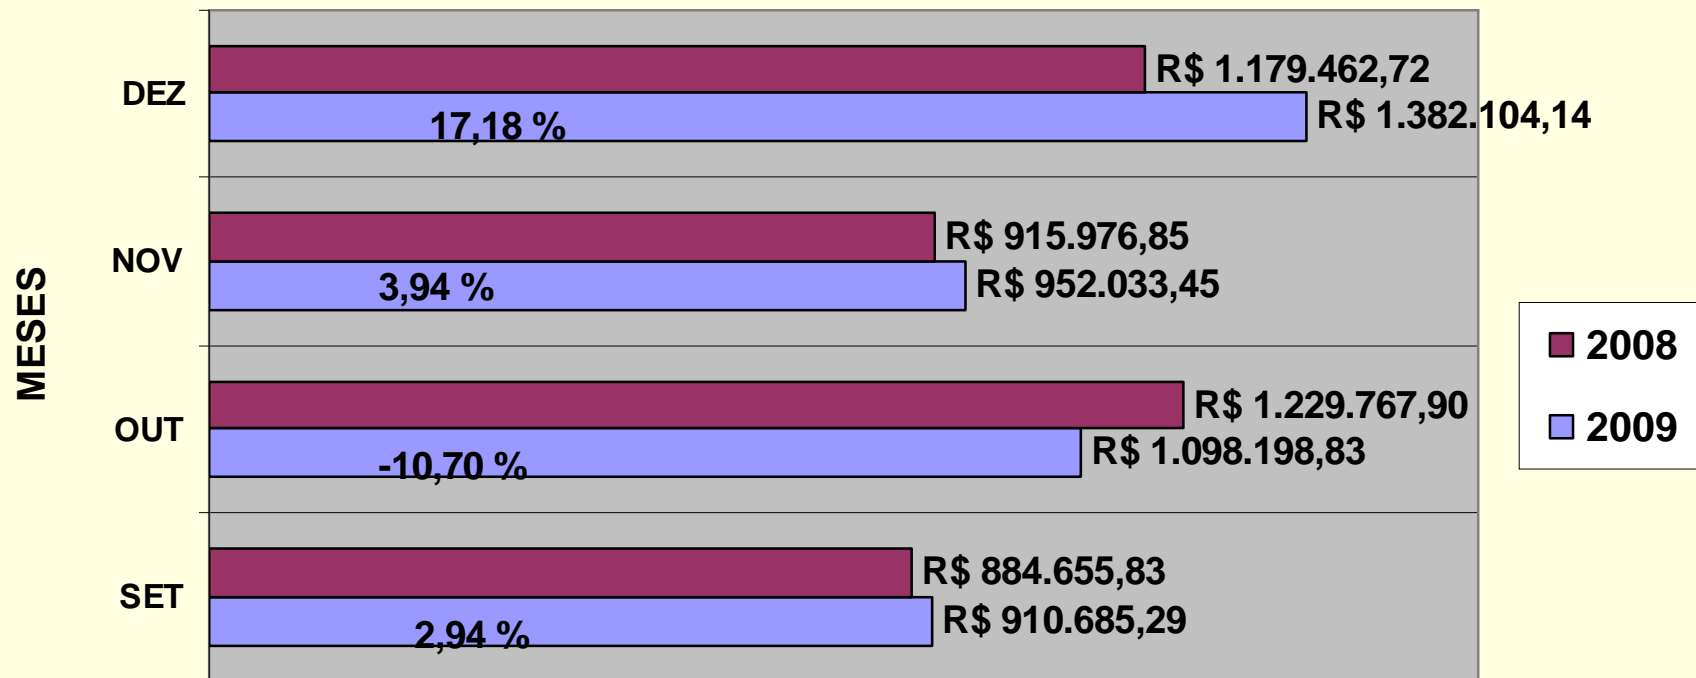 MESES
DEZ
R$ 1.179.462,72
R$ 1.382.104,14
17,18 %
NOV
R$ 915.976,85
R$ 952.033,45
3,94 %
OUT
R$ 1.229.767,90
R$ 1.098.198,83
-10,70 %
SET
R$ 884.655,83
R$ 910.685,29
2,94 %
2008
2009